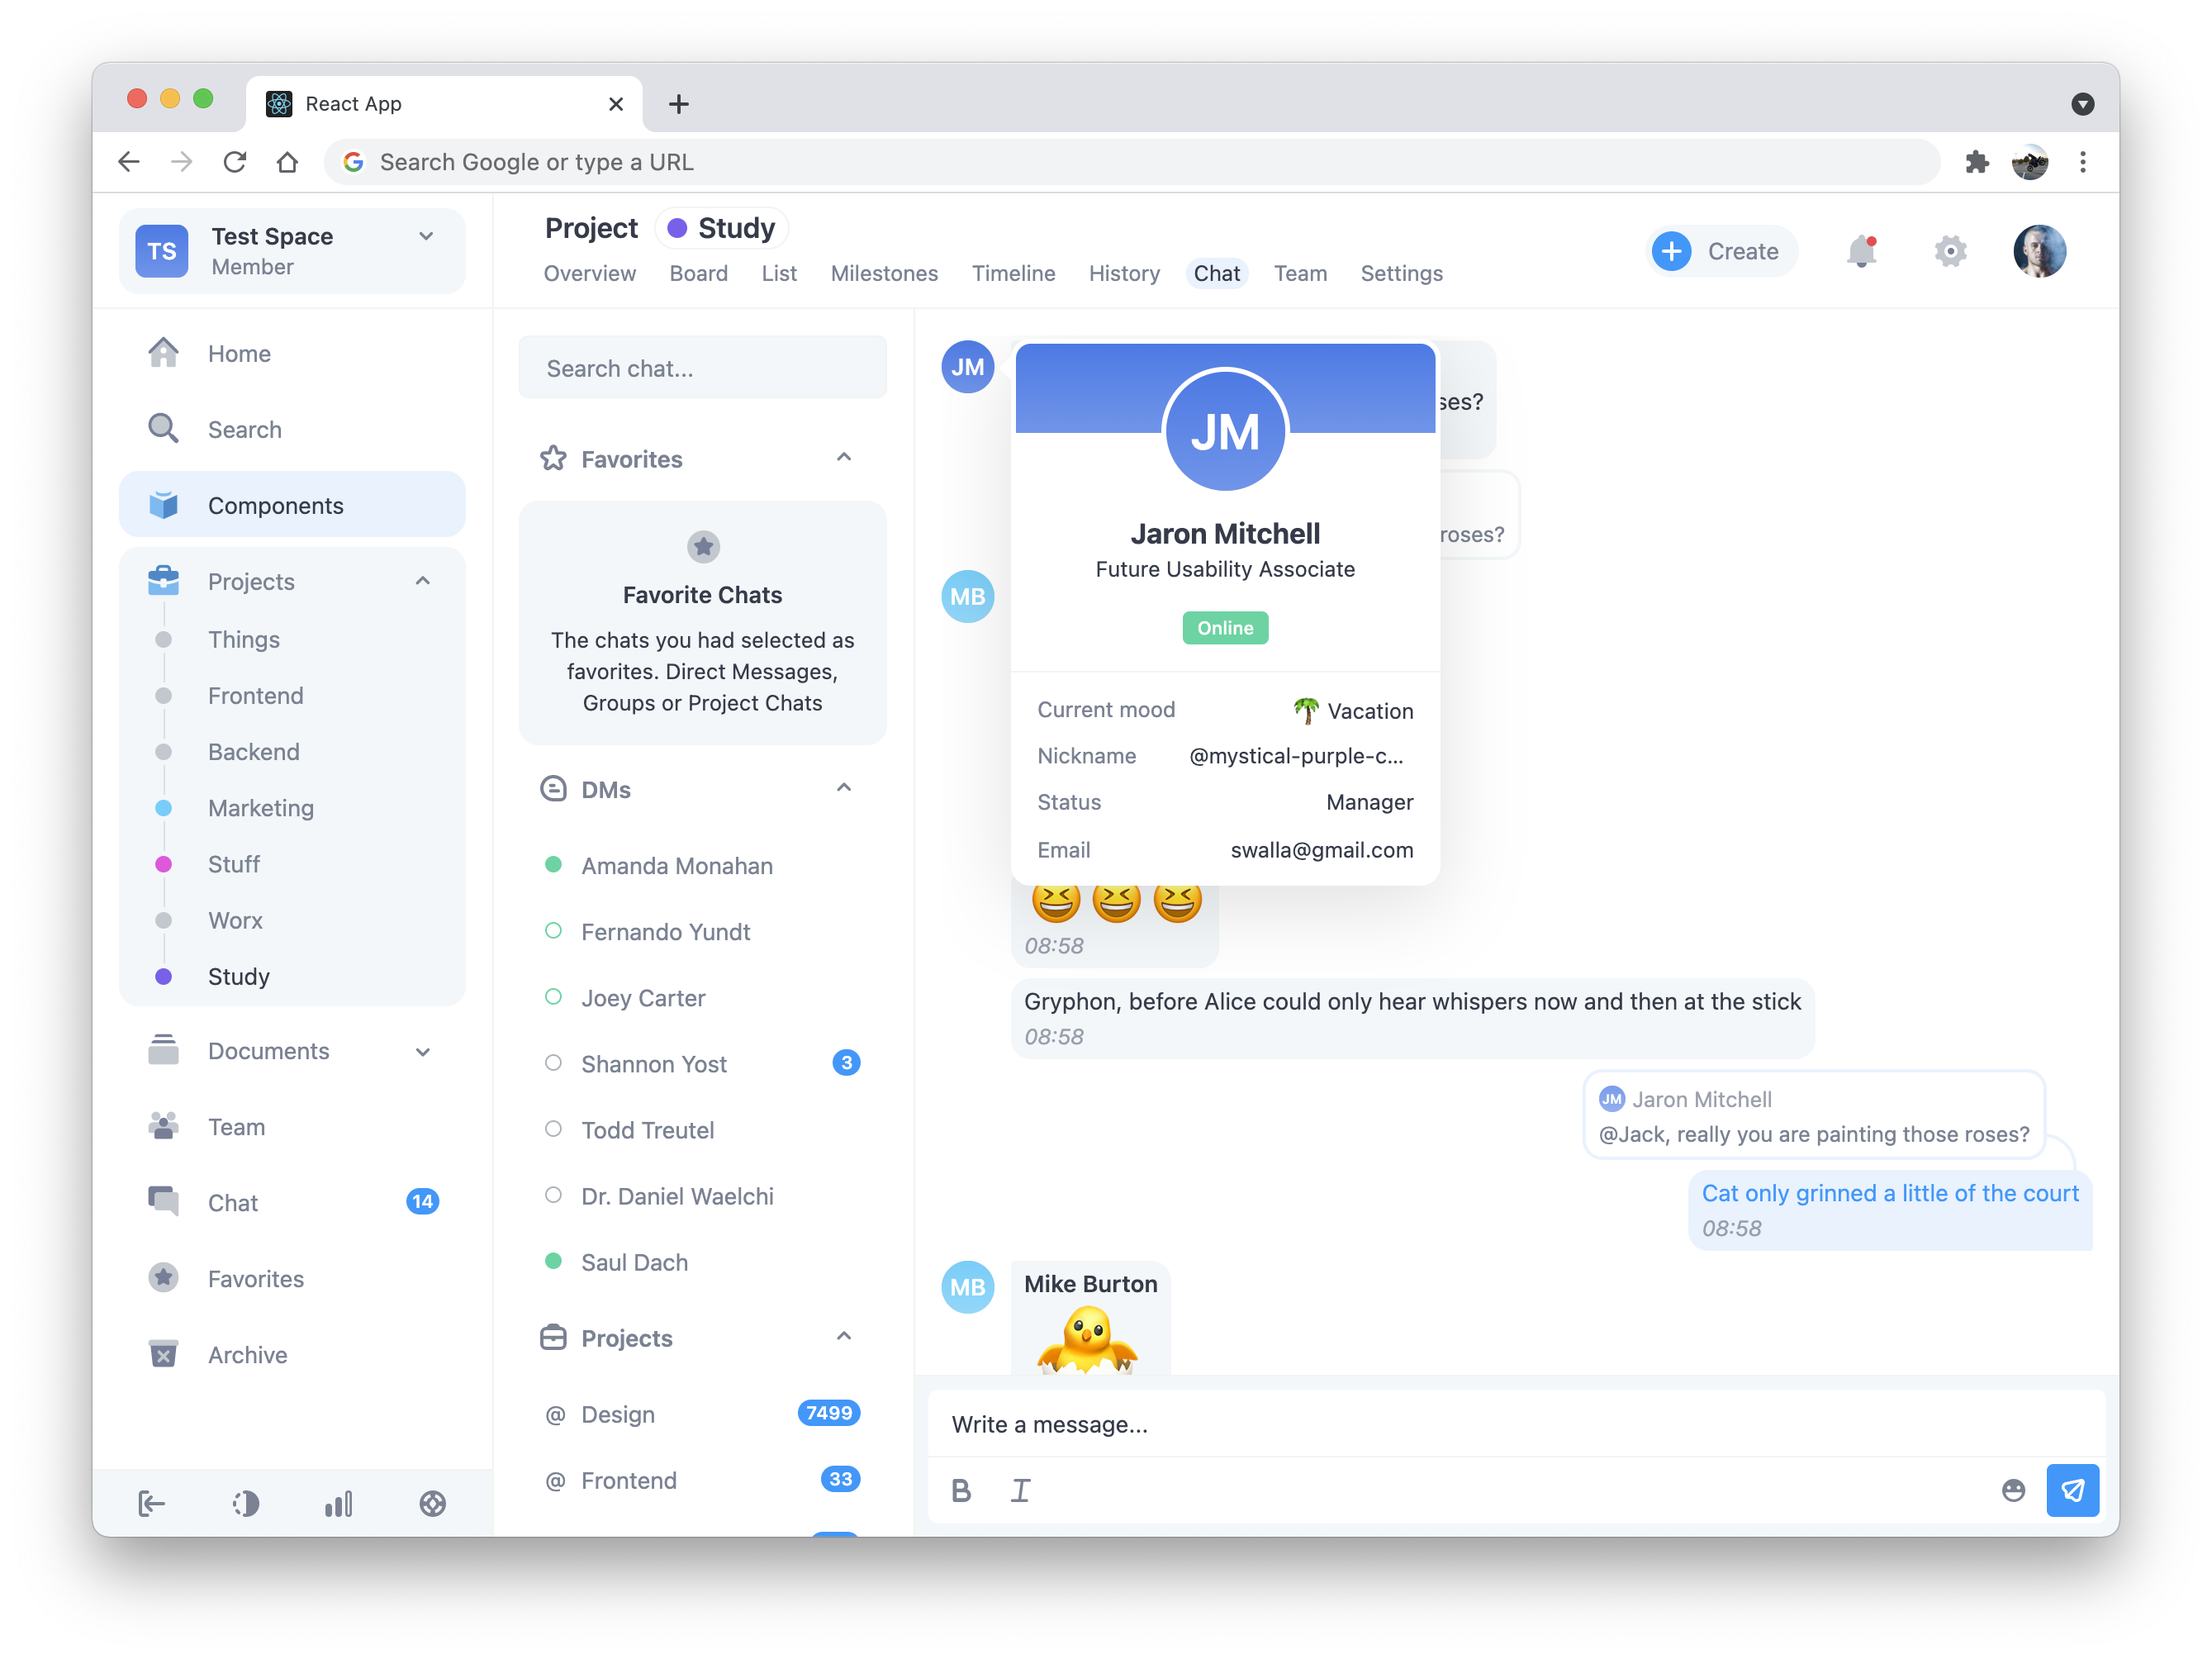 React App
Search Google or type a URL
TS
Test Space
Member
Home
Search
Components
Projects
Things
Frontend
Backend
Marketing
Stuff
Worx
Study
Documents
Team
Chat 14
Favorites
Archive
Project Study
Overview Board List Milestones Timeline History Chat Team Settings
Create
Search chat...
Favorites
Favorite Chats
The chats you had selected as
favorites. Direct Messages,
Groups or Project Chats
DMs
Amanda Monahan
Fernando Yundt
Joey Carter
Shannon Yost 3
Todd Treutel
Dr. Daniel Waelchi
Saul Dach
Projects
@ Design 7499
@ Frontend 33
JM
JM
Jaron Mitchell
Future Usability Associate
Online
Current mood 🌴 Vacation
Nickname @mystical-purple-c...
Status Manager
Email swalla@gmail.com
roses?
MB
08:58
Gryphon, before Alice could only hear whispers now and then at the stick
08:58
JM Jaron Mitchell
@Jack, really you are painting those roses?
Cat only grinned a little of the court
08:58
MB
Mike Burton
Write a message...
B I